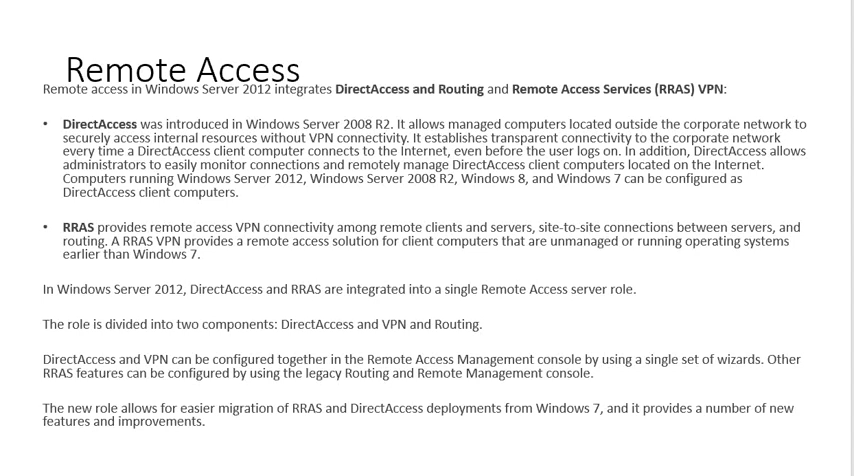 Remote Access
Remote access in Windows Server 2012 integrates DirectAccess and Routing and Remote Access Services (RRAS) VPN:
• DirectAccess was introduced in Windows Server 2008 R2. It allows managed computers located outside the corporate network to
securely access internal resources without VPN connectivity. It establishes transparent connectivity to the corporate network
every time a DirectAccess client computer connects to the Internet, even before the user logs on. In addition, DirectAccess allows
administrators to easily monitor connections and remotely manage DirectAccess client computers located on the Internet.
Computers running Windows Server 2012, Windows Server 2008 R2, Windows 8, and Windows 7 can be configured as
DirectAccess client computers.
• RRAS provides remote access VPN connectivity among remote clients and servers, site-to-site connections between servers, and
routing. A RRAS VPN provides a remote access solution for client computers that are unmanaged or running operating systems
earlier than Windows 7.
In Windows Server 2012, DirectAccess and RRAS are integrated into a single Remote Access server role.
The role is divided into two components: DirectAccess and VPN and Routing.
DirectAccess and VPN can be configured together in the Remote Access Management console by using a single set of wizards. Other
RRAS features can be configured by using the legacy Routing and Remote Management console.
The new role allows for easier migration of RRAS and DirectAccess deployments from Windows 7, and it provides a number of new
features and improvements.